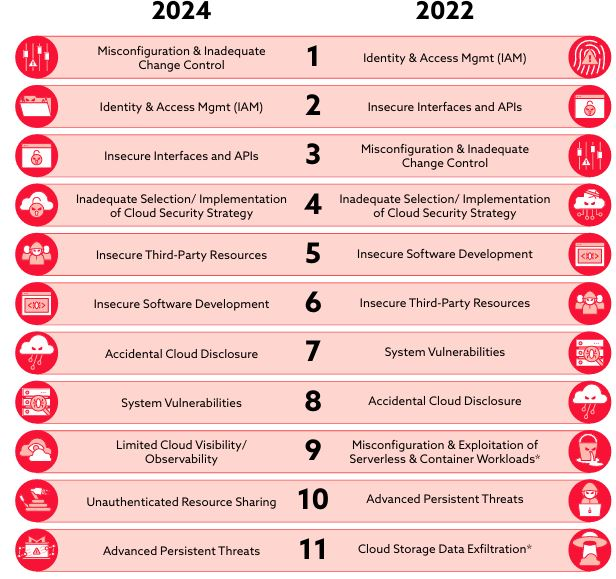 2024 2022
Misconfiguration & Inadequate
Change Control
1
Identity & Access Mgmt (IAM)
Identity & Access Mgmt (IAM)
2
Insecure Interfaces and APIs
Insecure Interfaces and APIs
3
Misconfiguration & Inadequate
Change Control
Inadequate Selection/ Implementation
of Cloud Security Strategy
4
Inadequate Selection/ Implementation
of Cloud Security Strategy
Insecure Third-Party Resources
5
Insecure Software Development
Insecure Software Development
6
Insecure Third-Party Resources
Accidental Cloud Disclosure
7
System Vulnerabilities
System Vulnerabilities
8
Accidental Cloud Disclosure
Limited Cloud Visibility/
Observability
9
Misconfiguration & Exploitation of
Serverless & Container Workloads*
Unauthenticated Resource Sharing
10
Advanced Persistent Threats
Advanced Persistent Threats
11
Cloud Storage Data Exfiltration*